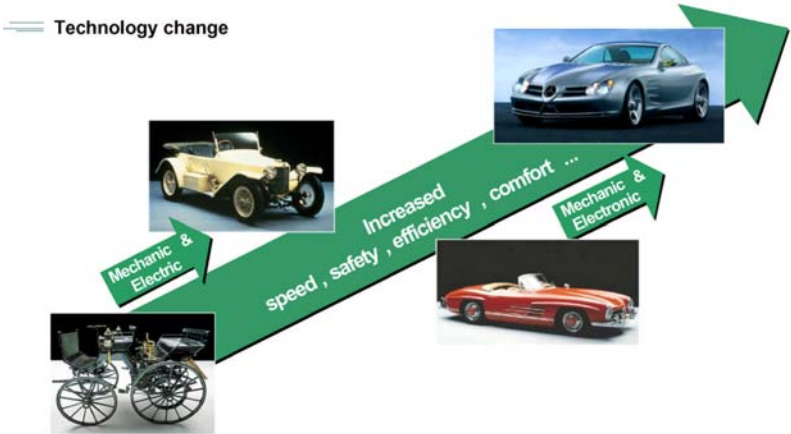 Technology change
Mechanic &
Electric
Increased
speed , safety , efficiency , comfort ...
Mechanic &
Electronic